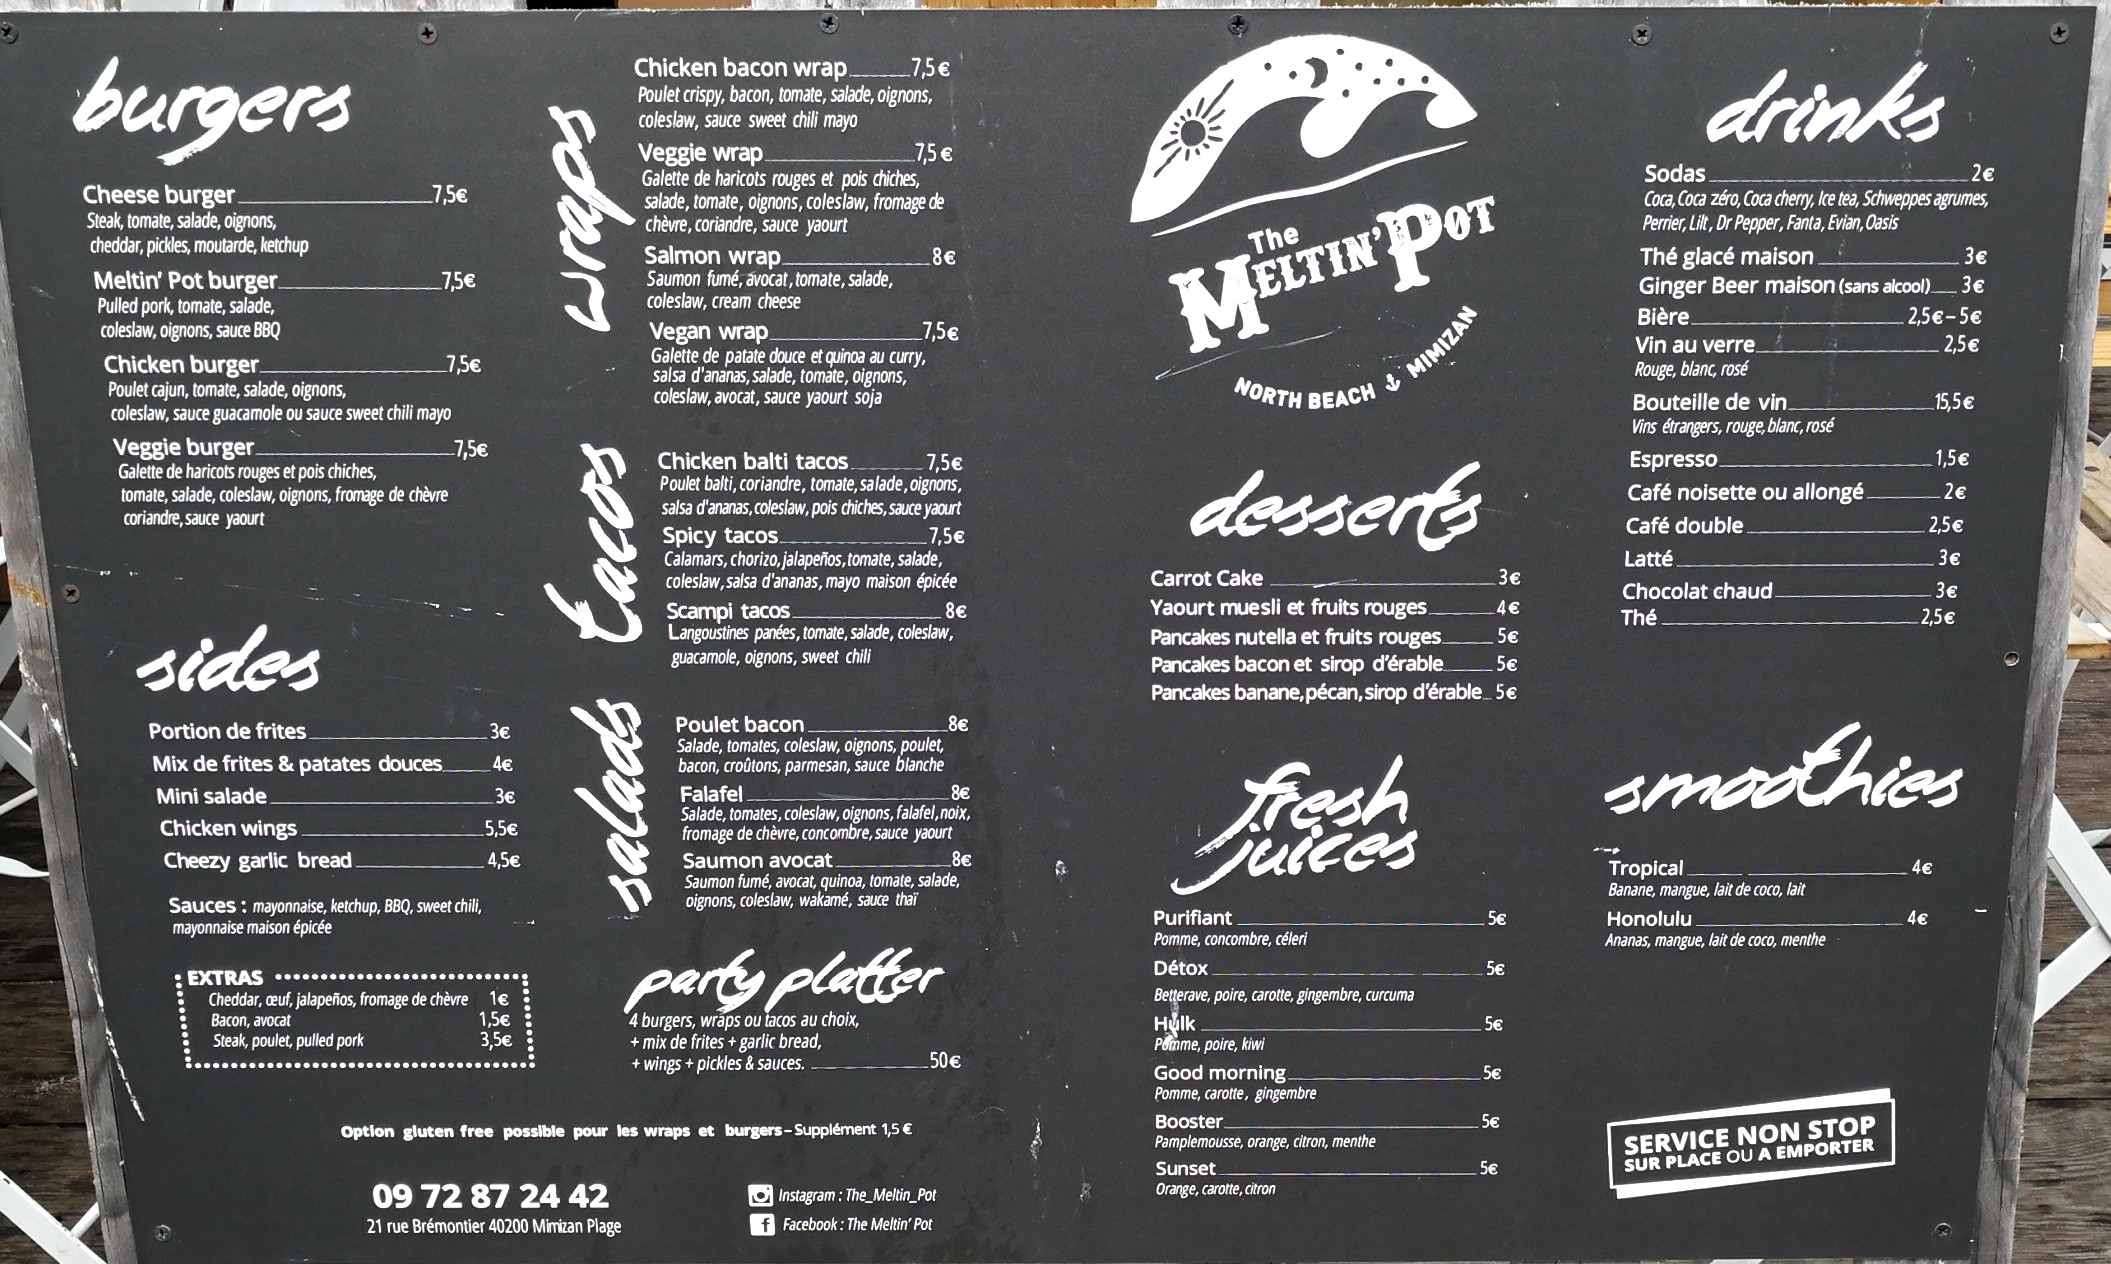 burgers
Cheese burger 7,5€
Steak, tomate, salade, oignons,
cheddar, pickles, moutarde, ketchup
Meltin' Pot burger 7,5€
Pulled pork, tomate, salade,
coleslaw, oignons, sauce BBQ
Chicken burger 7,5€
Poulet cajun, tomate, salade, oignons,
coleslaw, sauce guacamole ou sauce sweet chili mayo
Veggie burger 7,5€
Galette de haricots rouges et pois chiches,
tomate, salade, coleslaw, oignons, fromage de chèvre
coriandre, sauce yaourt
sides
Portion de frites 3€
Mix de frites & patates douces 4€
Mini salade 3€
Chicken wings 5,5€
Cheezy garlic bread 4,5€
Sauces : mayonnaise, ketchup, BBQ, sweet chili,
mayonnaise maison épicée
EXTRAS
Cheddar, œuf, jalapeños, fromage de chèvre 1€
Bacon, avocat 1,5€
Steak, poulet, pulled pork 3,5€
wraps
Chicken bacon wrap 7,5€
Poulet crispy, bacon, tomate, salade, oignons,
coleslaw, sauce sweet chili mayo
Veggie wrap 7,5€
Galette de haricots rouges et pois chiches,
salade, tomate, oignons, coleslaw, fromage de
chèvre, coriandre, sauce yaourt
Salmon wrap 8€
Saumon fumé, avocat, tomate, salade,
coleslaw, cream cheese
Vegan wrap 7,5€
Galette de patate douce et quinoa au curry,
salsa d'ananas, salade, tomate, oignons,
coleslaw, avocat, sauce yaourt soja
tacos
Chicken balti tacos 7,5€
Poulet balti, coriandre, tomate, salade, oignons,
salsa d'ananas, coleslaw, pois chiches, sauce yaourt
Spicy tacos 7,5€
Calamars, chorizo, jalapeños, tomate, salade,
coleslaw, salsa d'ananas, mayo maison épicée
Scampi tacos 8€
Langoustines panées, tomate, salade, coleslaw,
guacamole, oignons, sweet chili
salads
Poulet bacon 8€
Salade, tomates, coleslaw, oignons, poulet,
bacon, croûtons, parmesan, sauce blanche
Falafel 8€
Salade, tomates, coleslaw, oignons, falafel, noix,
fromage de chèvre, concombre, sauce yaourt
Saumon avocat 8€
Saumon fumé, avocat, quinoa, tomate, salade,
oignons, coleslaw, wakamé, sauce thaï
party platter
4 burgers, wraps ou tacos au choix,
+ mix de frites + garlic bread,
+ wings + pickles & sauces. 50€
Option gluten free possible pour les wraps et burgers – Supplément 1,5 €
09 72 87 24 42
21 rue Brémontier 40200 Mimizan Plage
Instagram : The_Meltin_Pot
Facebook : The Meltin' Pot
The
MELTIN' POT
NORTH BEACH MIMIZAN
desserts
Carrot Cake 3€
Yaourt muesli et fruits rouges 4€
Pancakes nutella et fruits rouges 5€
Pancakes bacon et sirop d'érable 5€
Pancakes banane, pécan, sirop d'érable 5€
fresh
juices
Purifiant 5€
Pomme, concombre, céleri
Détox 5€
Betterave, poire, carotte, gingembre, curcuma
Hulk 5€
Pomme, poire, kiwi
Good morning 5€
Pomme, carotte, gingembre
Booster 5€
Pamplemousse, orange, citron, menthe
Sunset 5€
Orange, carotte, citron
drinks
Sodas 2€
Coca, Coca zéro, Coca cherry, Ice tea, Schweppes agrumes,
Perrier, Lilt, Dr Pepper, Fanta, Evian, Oasis
Thé glacé maison 3€
Ginger Beer maison (sans alcool) 3€
Bière 2,5€ – 5€
Vin au verre 2,5€
Rouge, blanc, rosé
Bouteille de vin 15,5€
Vins étrangers, rouge, blanc, rosé
Espresso 1,5€
Café noisette ou allongé 2€
Café double 2,5€
Latté 3€
Chocolat chaud 3€
Thé 2,5€
smoothies
Tropical 4€
Banane, mangue, lait de coco, lait
Honolulu 4€
Ananas, mangue, lait de coco, menthe
SERVICE NON STOP
SUR PLACE OU A EMPORTER